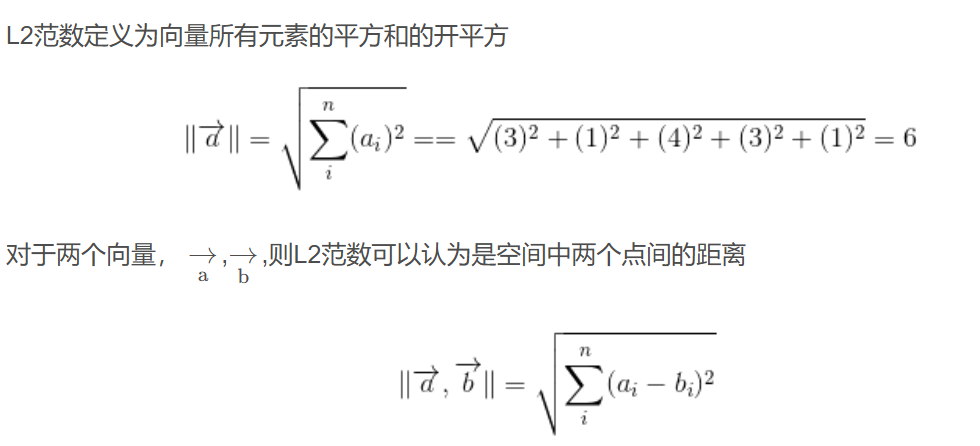 L2范数定义为向量所有元素的平方和的开平方
$\|\overrightarrow{a}\| = \sqrt{\sum_{i}^{n}(a_i)^2} == \sqrt{(3)^2 + (1)^2 + (4)^2 + (3)^2 + (1)^2} = 6$
对于两个向量， $\underset{a}{\rightarrow}$,$\underset{b}{\rightarrow}$,则L2范数可以认为是空间中两个点间的距离
$\|\overrightarrow{a}, \overrightarrow{b}\| = \sqrt{\sum_{i}^{n}(a_i - b_i)^2}$